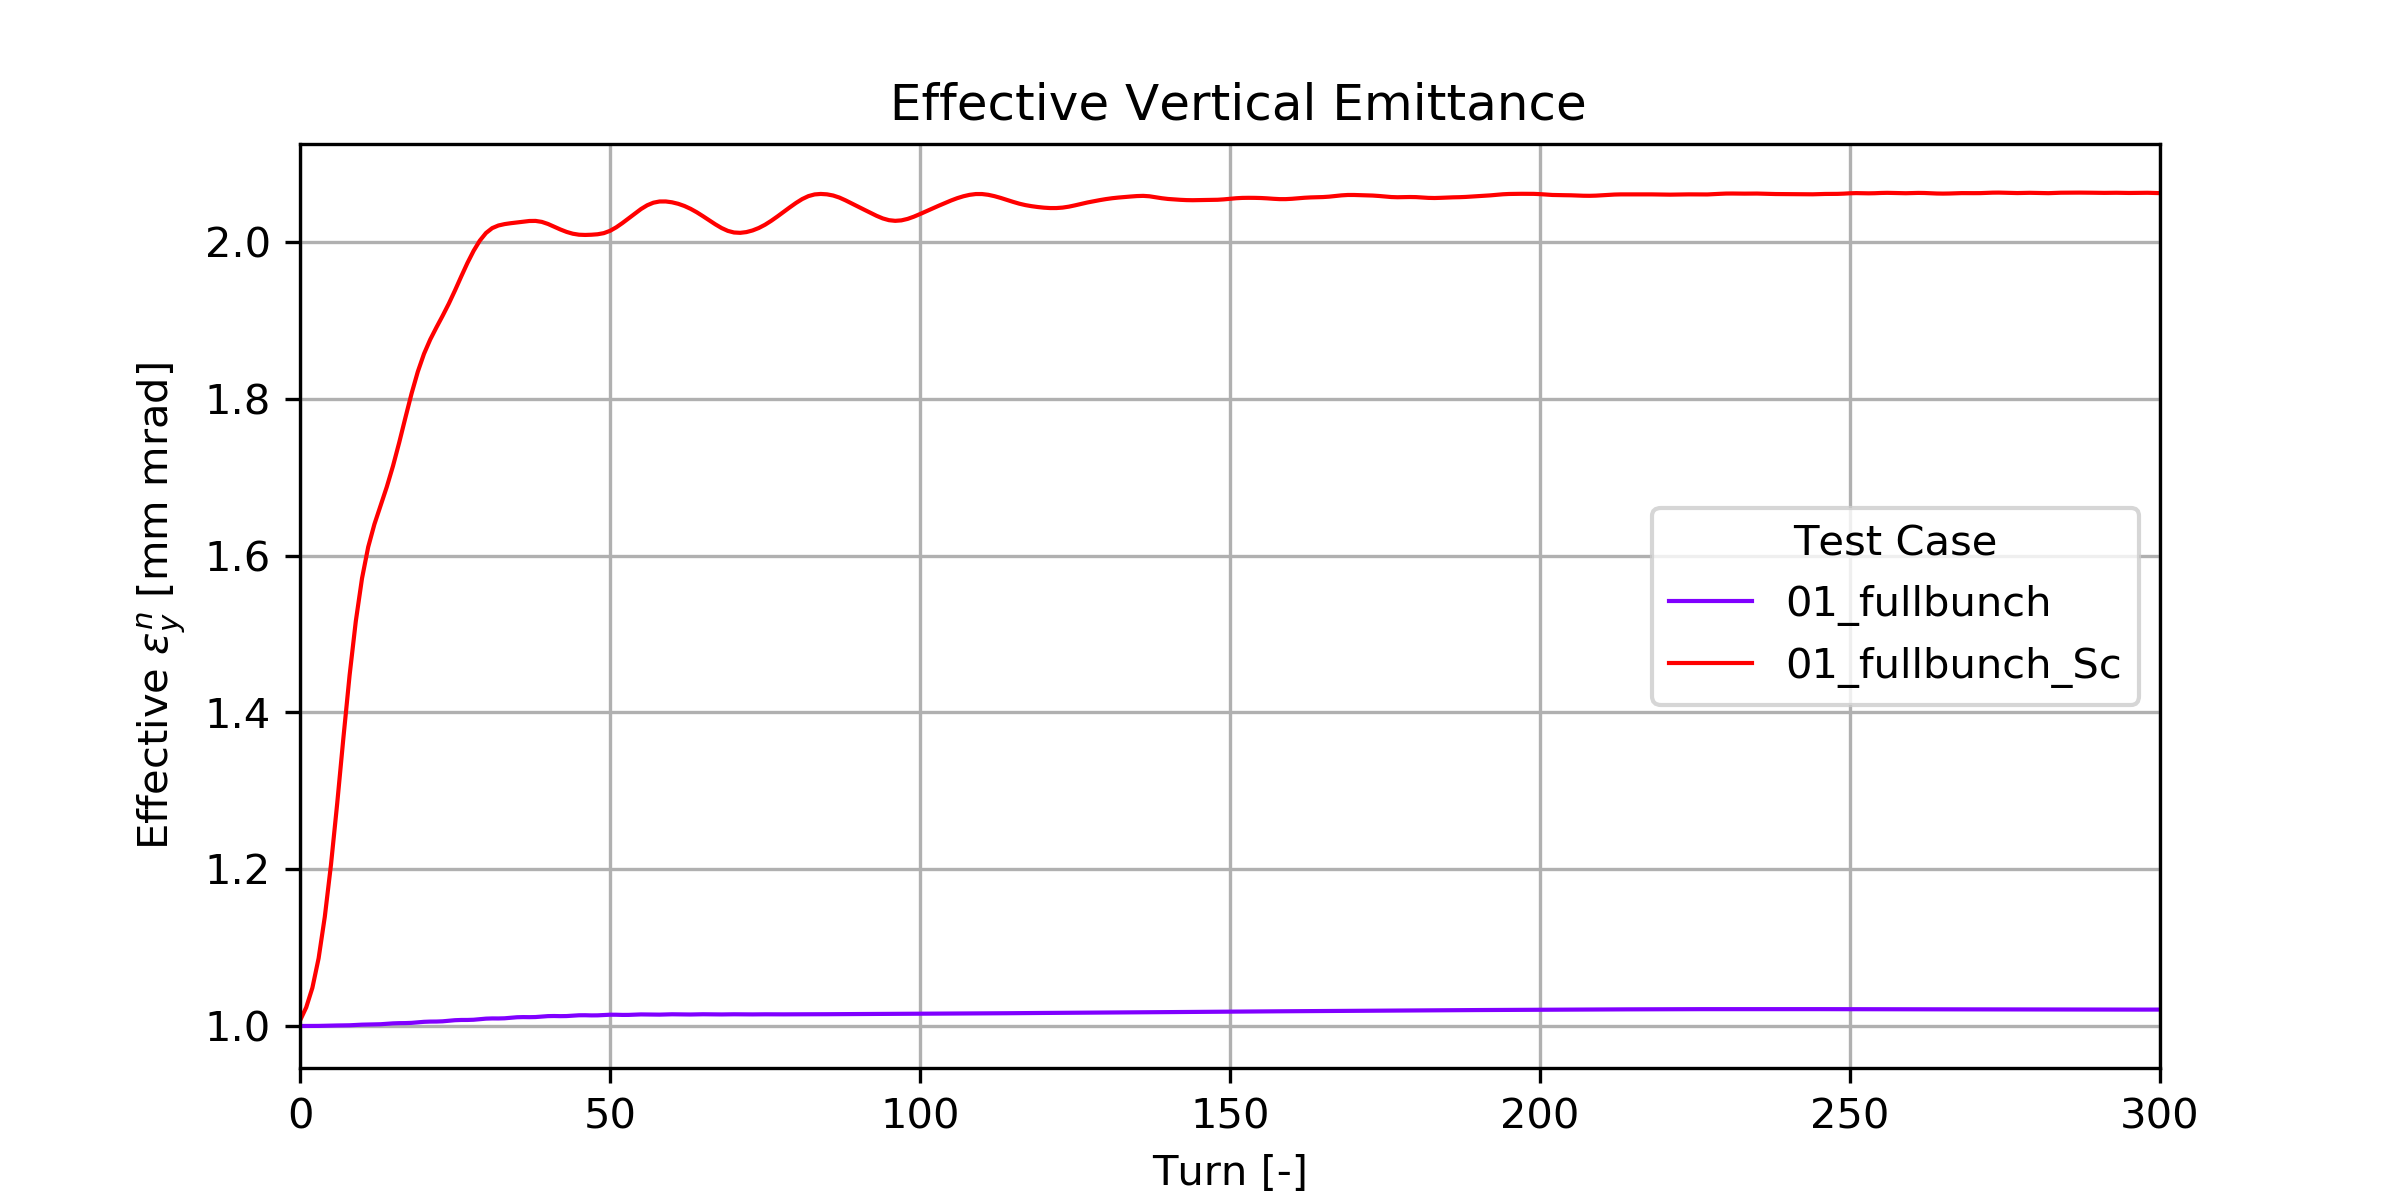 Effective Vertical Emittance
Effective ε_y^n [mm mrad]
2.0
1.8
1.6
1.4
1.2
1.0
Test Case
01_fullbunch
01_fullbunch_Sc
0 50 100 150 200 250 300
Turn [-]